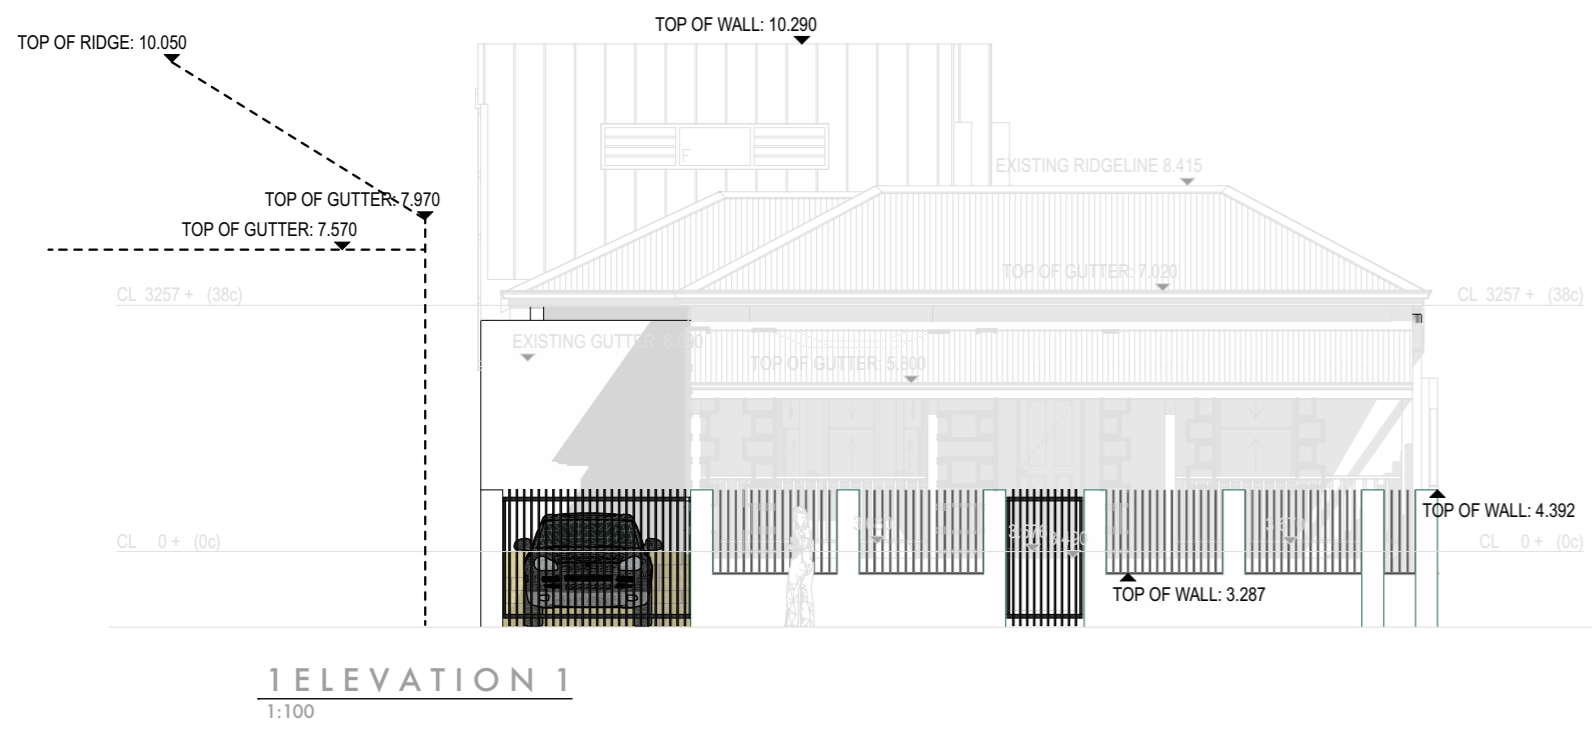 TOP OF WALL: 10.290
TOP OF RIDGE: 10.050
EXISTING RIDGELINE 8.415
TOP OF GUTTER: 7.970
TOP OF GUTTER: 7.570
TOP OF GUTTER: 7.020
CL 3257 + (38c)
CL 3257 + (38c)
EXISTING GUTTER
TOP OF GUTTER: 5.800
F
TOP OF WALL: 4.392
CL 0 + (0c)
CL 0 + (0c)
TOP OF WALL: 3.287
1 ELEVATION 1
1:100